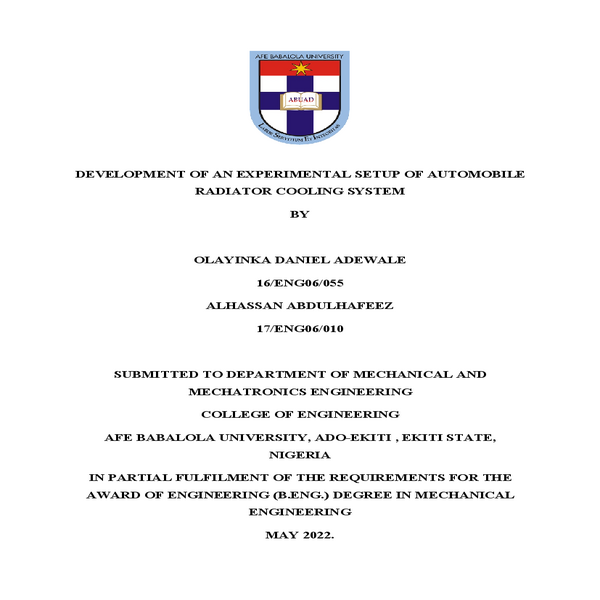 AFE BABALOLA UNIVERSITY
ABUAD
LABOR SERVITIUM ET INTEGRITAS
DEVELOPMENT OF AN EXPERIMENTAL SETUP OF AUTOMOBILE
RADIATOR COOLING SYSTEM
BY
OLAYINKA DANIEL ADEWALE
16/ENG06/055
ALHASSAN ABDULHAFEEZ
17/ENG06/010
SUBMITTED TO DEPARTMENT OF MECHANICAL AND
MECHATRONICS ENGINEERING
COLLEGE OF ENGINEERING
AFE BABALOLA UNIVERSITY, ADO-EKITI , EKITI STATE,
NIGERIA
IN PARTIAL FULFILMENT OF THE REQUIREMENTS FOR THE
AWARD OF ENGINEERING (B.ENG.) DEGREE IN MECHANICAL
ENGINEERING
MAY 2022.